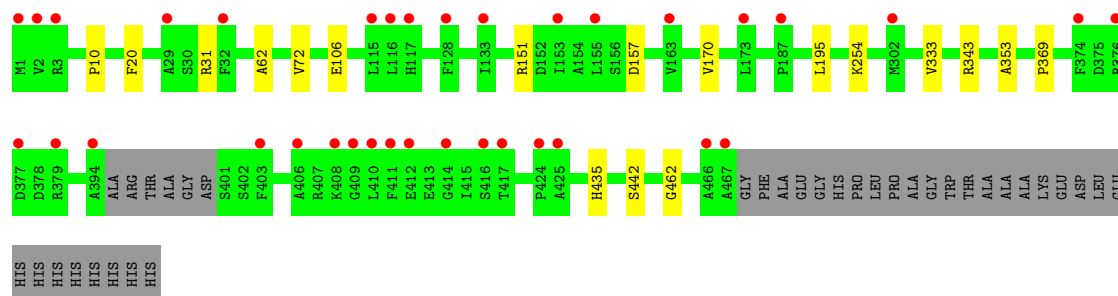 M1 V2 R3 P10 F20 A29 S30 R31 F32 A62 V72 E106 L115 L116 H117 F128 I133 R151 D152 I153 A154 L155 S156 D157 V163 V170 L173 P187 L195 K254 M302 V333 R343 A353 P369 F374 D375
D377 D378 R379 A394 ALA ARG THR ALA GLY ASP S401 S402 F403 A406 R407 K408 G409 L410 F411 E412 E413 G414 I415 S416 T417 P424 A425 H435 S442 G462 A466 A467 GLY PHE ALA GLU GLY HIS PRO LEU PRO ALA GLY TRP THR ALA ALA ALA LYS GLU ASP LEU
HIS HIS HIS HIS HIS HIS HIS HIS